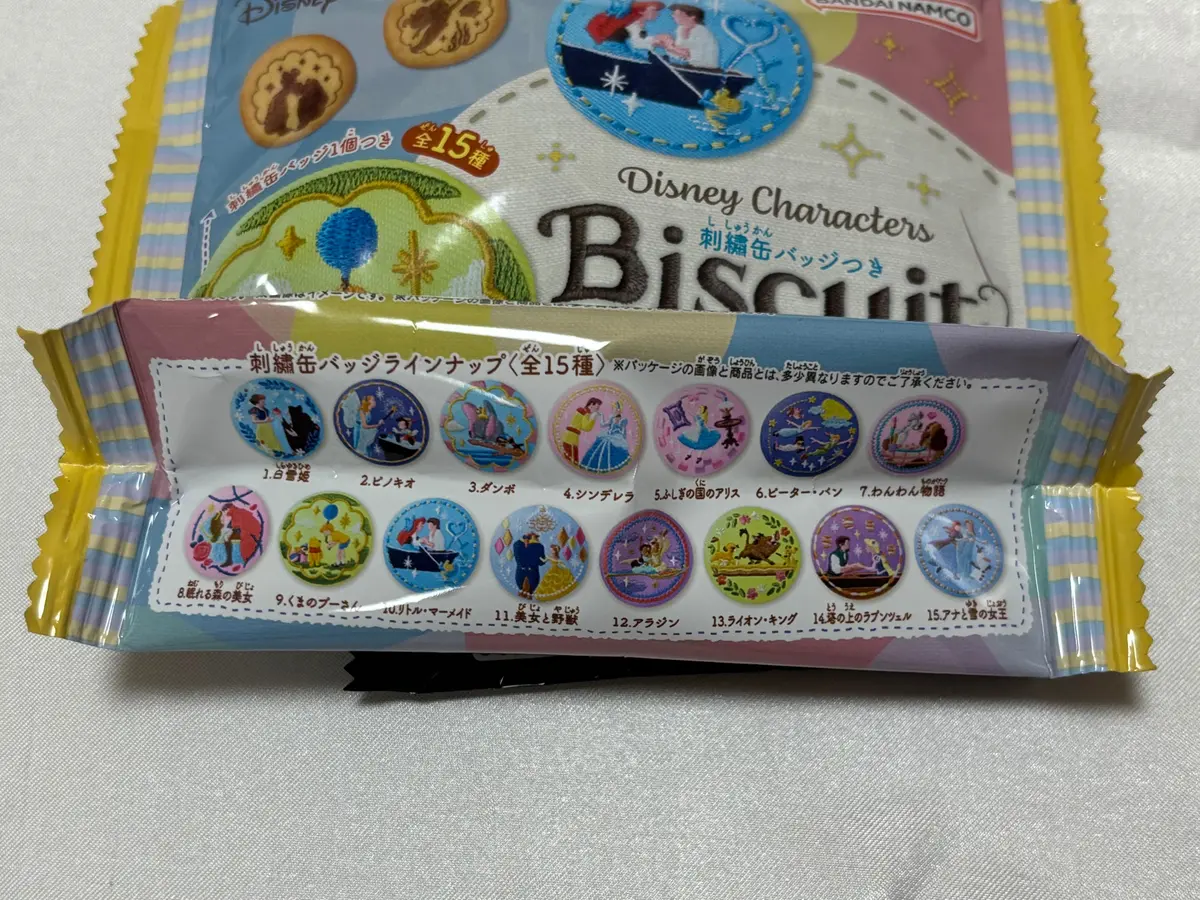 Disney
BANDAI NAMCO
刺繍缶バッジ1個つき
全15種
Disney Characters
刺繍缶バッジつき
Biscuit
刺繍缶バッジラインナップ〈全15種〉 ※パッケージの画像と商品とは、多少異なりますのでご了承ください。
1.白雪姫 2.ピノキオ 3.ダンボ 4.シンデレラ 5.ふしぎの国のアリス 6.ピーター・パン 7.わんわん物語
8.眠れる森の美女 9.くまのプーさん 10.リトル・マーメイド 11.美女と野獣 12.アラジン 13.ライオン・キング 14.塔の上のラプンツェル 15.アナと雪の女王